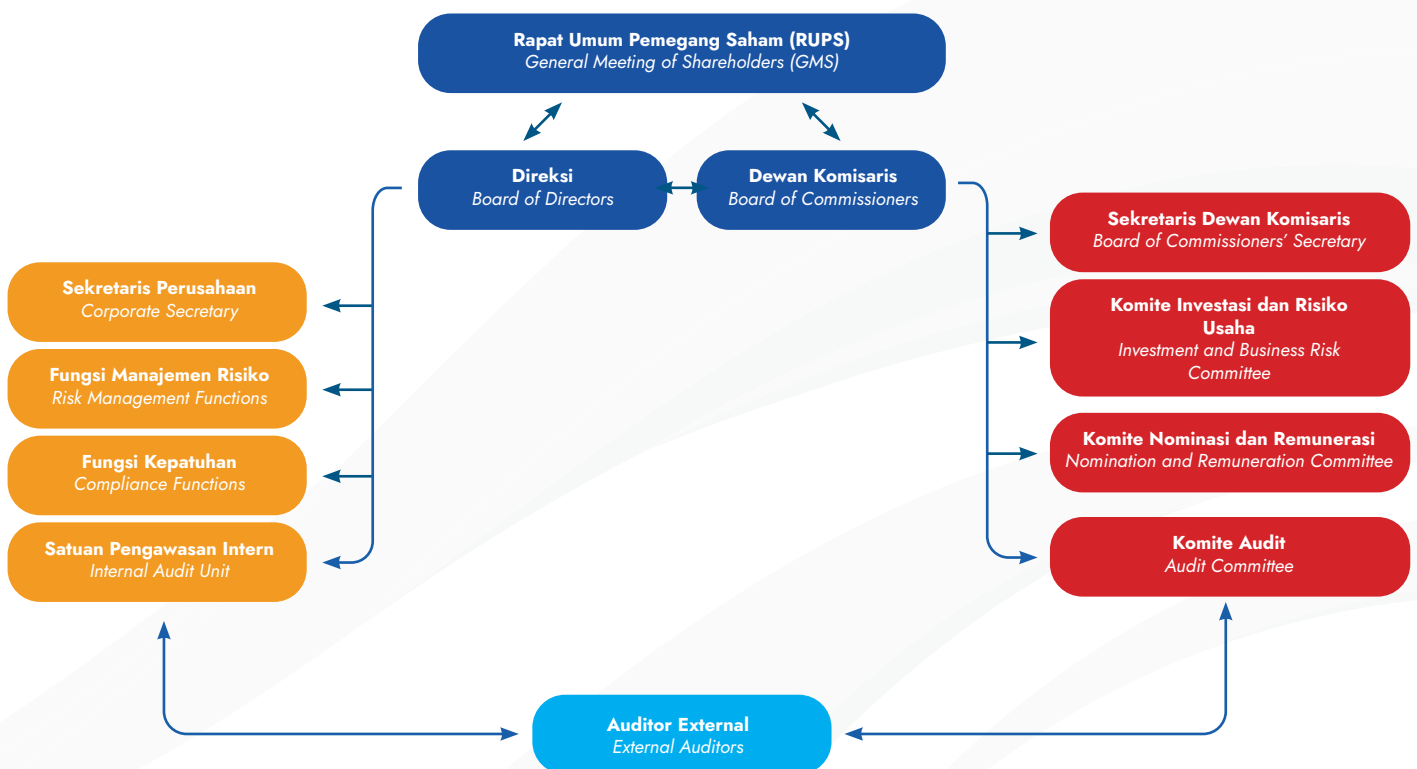 Rapat Umum Pemegang Saham (RUPS)
General Meeting of Shareholders (GMS)
Direksi
Board of Directors
Dewan Komisaris
Board of Commissioners
Sekretaris Perusahaan
Corporate Secretary
Fungsi Manajemen Risiko
Risk Management Functions
Fungsi Kepatuhan
Compliance Functions
Satuan Pengawasan Intern
Internal Audit Unit
Sekretaris Dewan Komisaris
Board of Commissioners’ Secretary
Komite Investasi dan Risiko
Usaha
Investment and Business Risk
Committee
Komite Nominasi dan Remunerasi
Nomination and Remuneration Committee
Komite Audit
Audit Committee
Auditor External
External Auditors